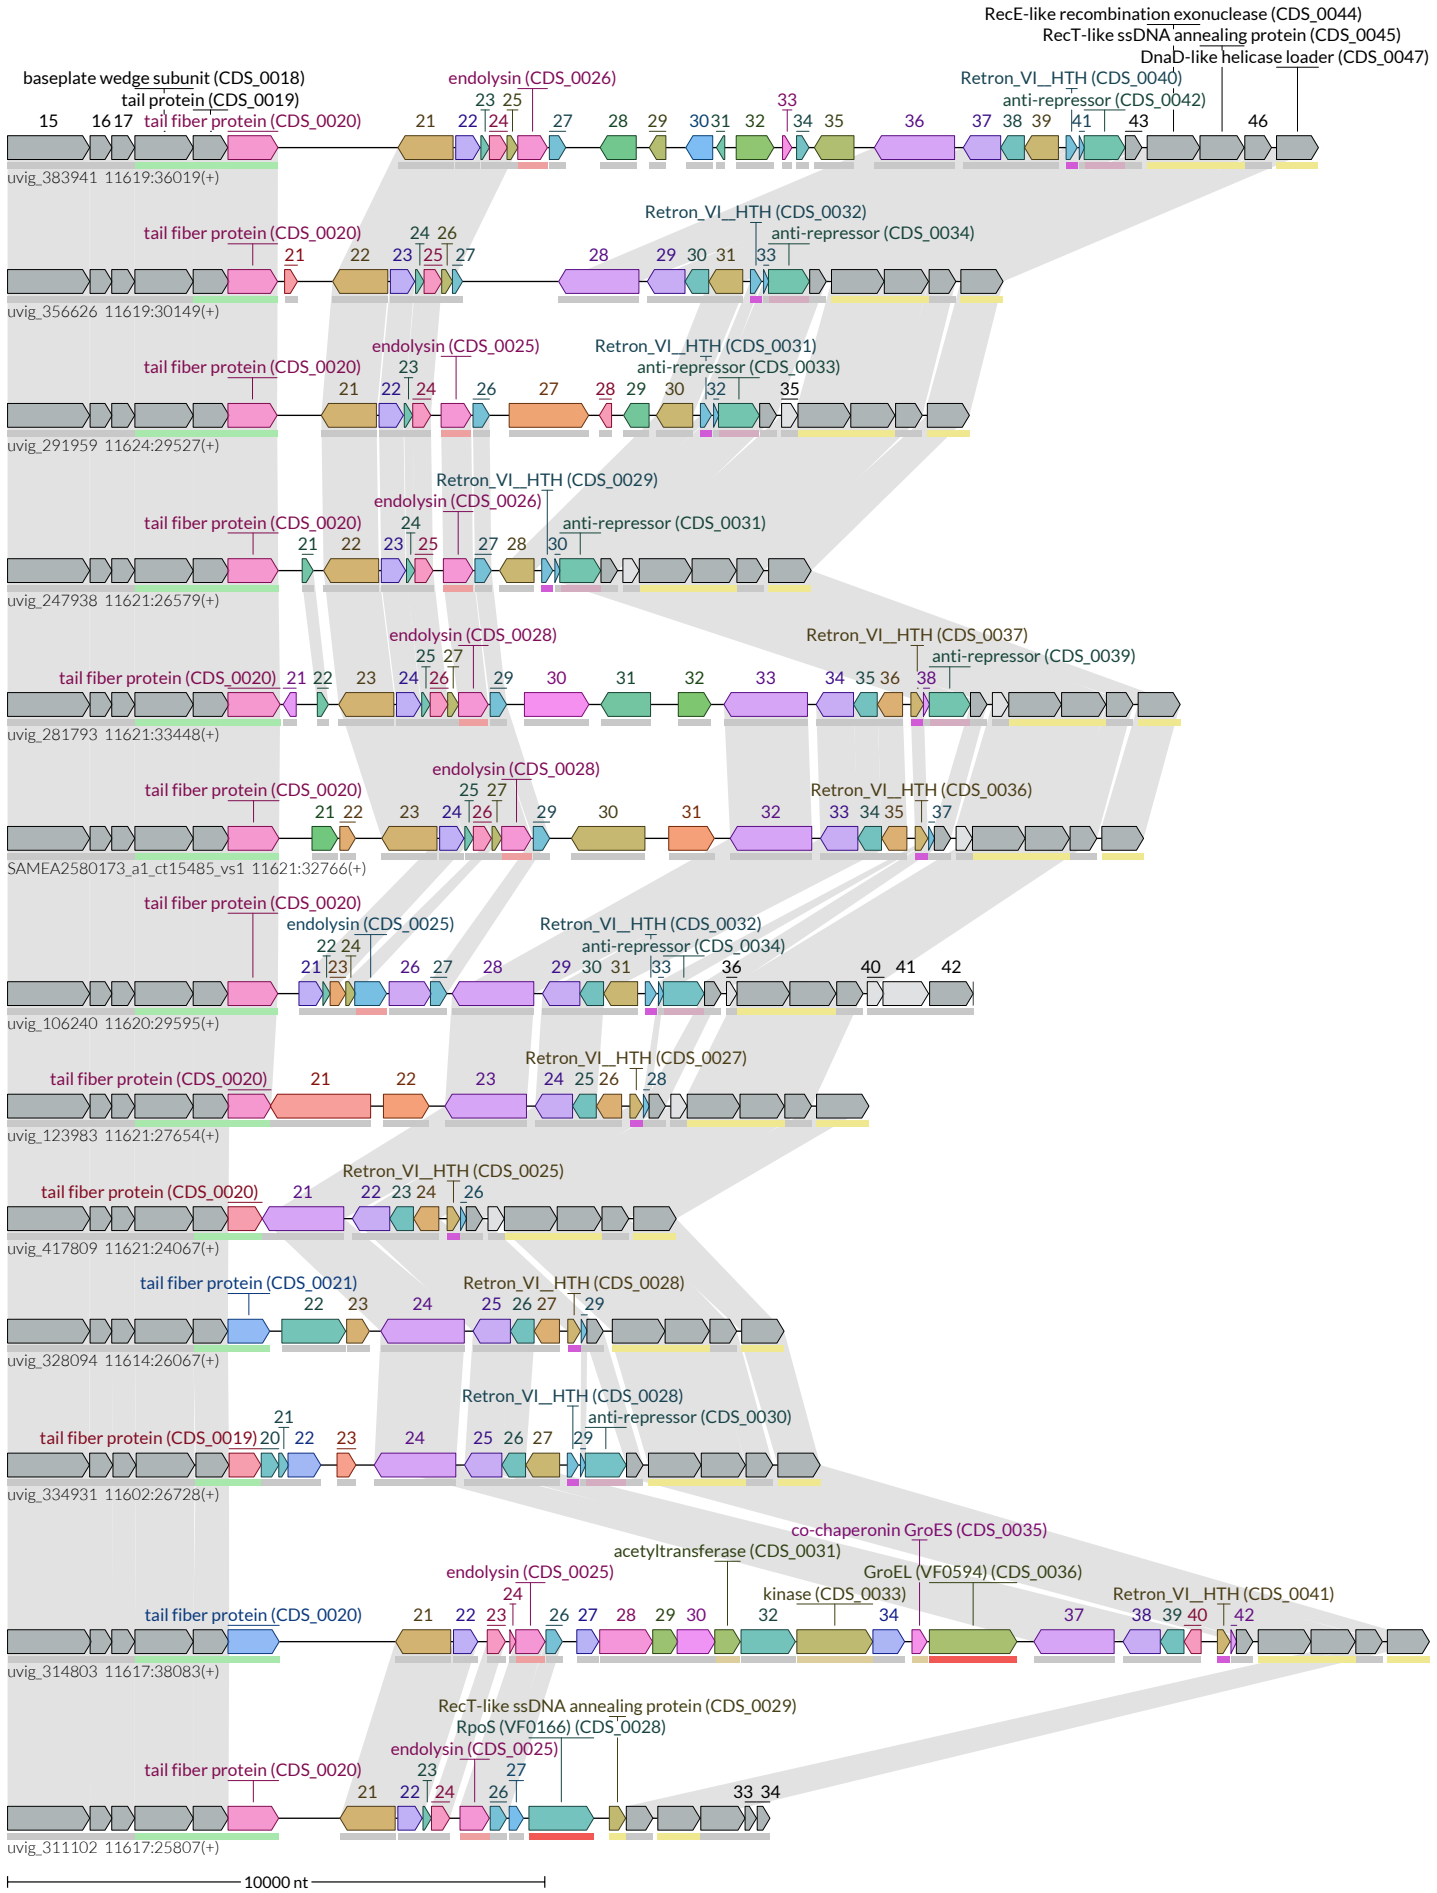 RecE-like recombination exonuclease (CDS_0044)
RecT-like ssDNA annealing protein (CDS_0045)
DnaD-like helicase loader (CDS_0047)
baseplate wedge subunit (CDS_0018) endolysin (CDS_0026) Retron_VI__HTH (CDS_0040)
tail protein (CDS_0019) 23 25 33 anti-repressor (CDS_0042)
15 16 17 tail fiber protein (CDS_0020) 21 22 24 27 28 29 30 31 32 34 35 36 37 38 39 41 43 46
uvig_383941 11619:36019(+)
Retron_VI__HTH (CDS_0032)
tail fiber protein (CDS_0020) 24 26 anti-repressor (CDS_0034)
21 22 23 25 27 28 29 30 31 33
uvig_356626 11619:30149(+)
endolysin (CDS_0025) Retron_VI__HTH (CDS_0031)
tail fiber protein (CDS_0020) 23 anti-repressor (CDS_0033)
21 22 24 26 27 28 29 30 32 35
uvig_291959 11624:29527(+)
Retron_VI__HTH (CDS_0029)
endolysin (CDS_0026)
tail fiber protein (CDS_0020) 24 anti-repressor (CDS_0031)
21 22 23 25 27 28 30
uvig_247938 11621:26579(+)
endolysin (CDS_0028) Retron_VI__HTH (CDS_0037)
25 27 anti-repressor (CDS_0039)
tail fiber protein (CDS_0020) 21 22 23 24 26 29 30 31 32 33 34 35 36 38
uvig_281793 11621:33448(+)
endolysin (CDS_0028)
tail fiber protein (CDS_0020) 25 27 Retron_VI__HTH (CDS_0036)
21 22 23 24 26 29 30 31 32 33 34 35 37
SAMEA2580173_a1_ct15485_vs1 11621:32766(+)
tail fiber protein (CDS_0020)
endolysin (CDS_0025) Retron_VI__HTH (CDS_0032)
22 24 anti-repressor (CDS_0034)
21 23 26 27 28 29 30 31 33 36 40 41 42
uvig_106240 11620:29595(+)
Retron_VI__HTH (CDS_0027)
tail fiber protein (CDS_0020) 21 22 23 24 25 26 28
uvig_123983 11621:27654(+)
Retron_VI__HTH (CDS_0025)
tail fiber protein (CDS_0020) 21 22 23 24 26
uvig_417809 11621:24067(+)
tail fiber protein (CDS_0021) Retron_VI__HTH (CDS_0028)
22 23 24 25 26 27 29
uvig_328094 11614:26067(+)
Retron_VI__HTH (CDS_0028)
21 anti-repressor (CDS_0030)
tail fiber protein (CDS_0019) 20 22 23 24 25 26 27 29
uvig_334931 11602:26728(+)
co-chaperonin GroES (CDS_0035)
acetyltransferase (CDS_0031)
endolysin (CDS_0025) GroEL (VF0594) (CDS_0036)
24 kinase (CDS_0033) Retron_VI__HTH (CDS_0041)
tail fiber protein (CDS_0020) 21 22 23 26 27 28 29 30 32 34 37 38 39 40 42
uvig_314803 11617:38083(+)
RecT-like ssDNA annealing protein (CDS_0029)
RpoS (VF0166) (CDS_0028)
endolysin (CDS_0025)
tail fiber protein (CDS_0020) 23 27
21 22 24 26 33 34
uvig_311102 11617:25807(+)
10000 nt